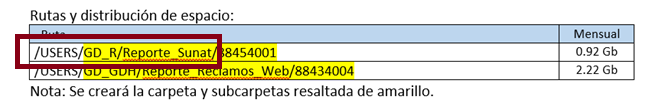 Rutas y distribución de espacio:
Ruta Mensual
/USERS/GD_R/Reporte_Sunat/88454001 0.92 Gb
/USERS/GD_GDH/Reporte_Reclamos_Web/88434004 2.22 Gb
Nota: Se creará la carpeta y subcarpetas resaltada de amarillo.